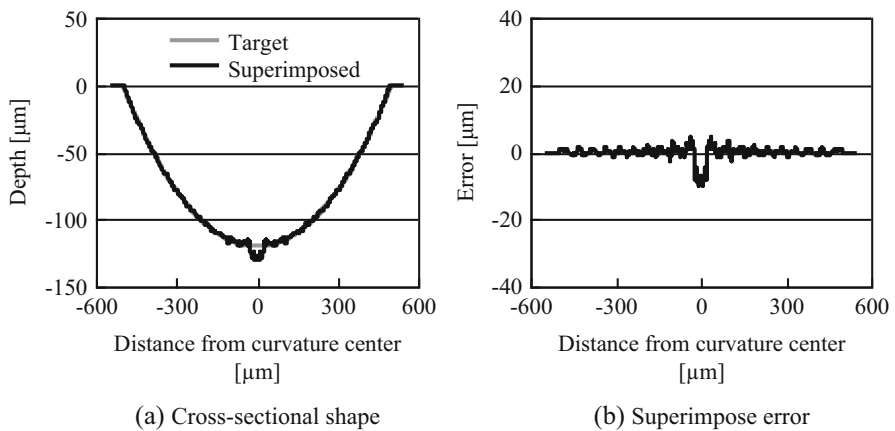 50
0
-50
-100
-150
Depth [µm]
Target
Superimposed
-600
-300
0
300
600
Distance from curvature center
[µm]
(a) Cross-sectional shape
40
20
0
-20
-40
Error [µm]
-600
-300
0
300
600
Distance from curvature center
[µm]
(b) Superimpose error